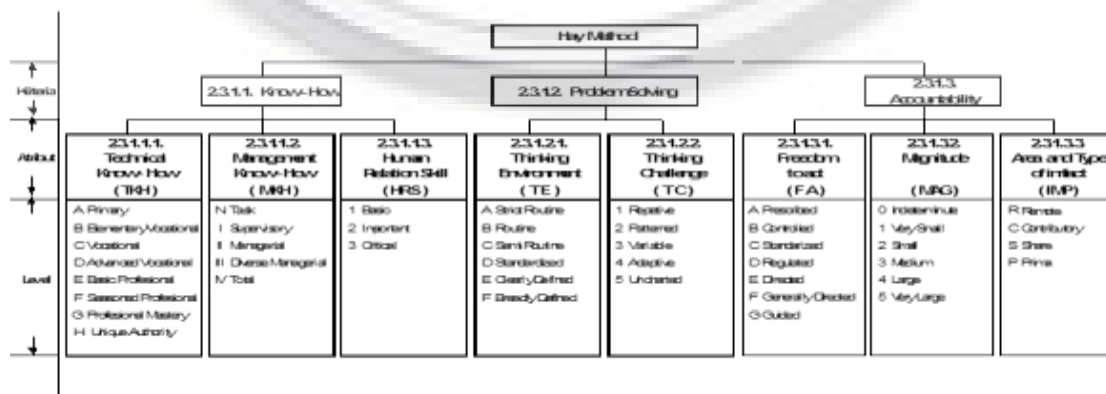 Hay Method
Kriteria
2.3.1.1. Know-How
2.3.1.2. Problem Solving
2.3.1.3.
Accountability
Atribut
2.3.1.1.1.
Technical
Know-How
(TKH)
2.3.1.1.2.
Management
Know-How
(MKH)
2.3.1.1.3.
Human
Relation Skill
(HRS)
2.3.1.2.1.
Thinking
Environment
(TE)
2.3.1.2.2.
Thinking
Challenge
(TC)
2.3.1.3.1.
Freedom
to act
(FA)
2.3.1.3.2.
Magnitude
(MAG)
2.3.1.3.3.
Area and Type
of impact
(IMP)
Level
A Primary
B Elementary Vocational
C Vocational
D Advanced Vocational
E Basic Profesional
F Seasoned Profesional
G Profesional Mastery
H Unique Authority
N Task
I Supervisory
II Managerial
III Diverse Managerial
IV Total
1 Basic
2 Important
3 Critical
A Strict Routine
B Routine
C Semi Routine
D Standardised
E Clearly Defined
F Broadly Defined
1 Repetive
2 Patterned
3 Variable
4 Adaptive
5 Uncharted
A Prescribed
B Controlled
C Standardized
D Regulated
E Directed
F Generally Directed
G Guided
0 Indeterminate
1 Very Small
2 Small
3 Medium
4 Large
5 Very Large
R Remote
C Contributory
S Share
P Prime